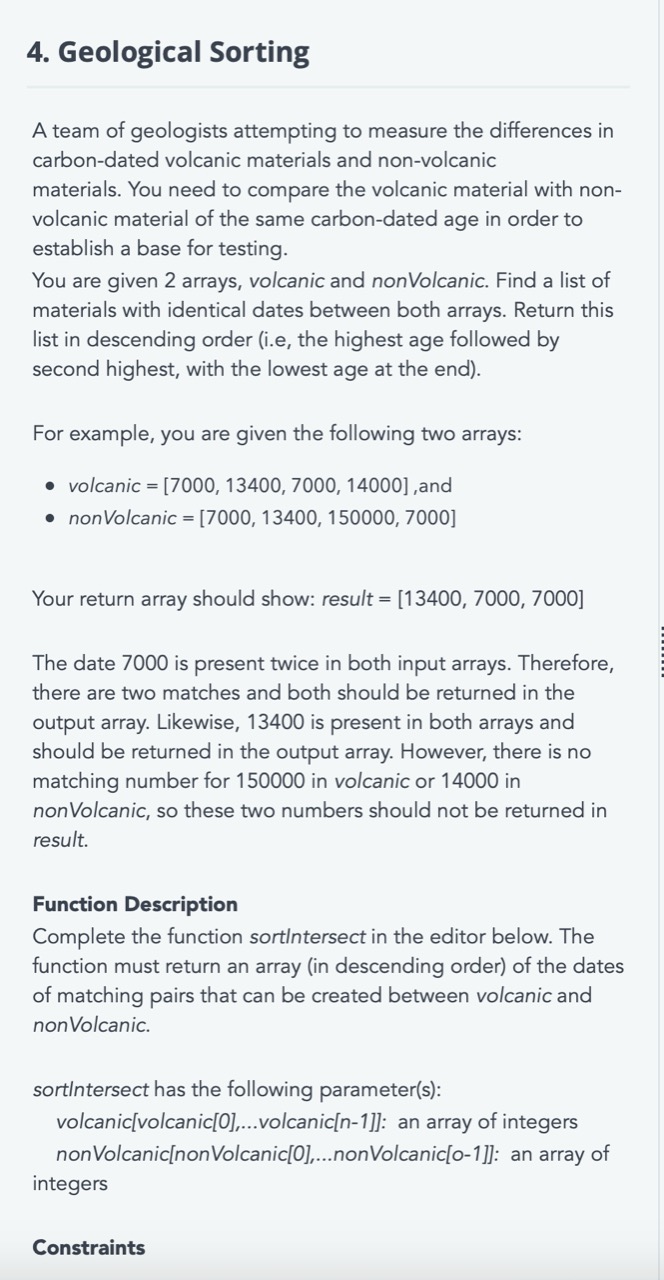 4. Geological Sorting
A team of geologists attempting to measure the differences in
carbon-dated volcanic materials and non-volcanic
materials. You need to compare the volcanic material with non-
volcanic material of the same carbon-dated age in order to
establish a base for testing.
You are given 2 arrays, volcanic and nonVolcanic. Find a list of
materials with identical dates between both arrays. Return this
list in descending order (i.e, the highest age followed by
second highest, with the lowest age at the end).
For example, you are given the following two arrays:
• volcanic = [7000, 13400, 7000, 14000] ,and
• nonVolcanic = [7000, 13400, 150000, 7000]
Your return array should show: result = [13400, 7000, 7000]
The date 7000 is present twice in both input arrays. Therefore,
there are two matches and both should be returned in the
output array. Likewise, 13400 is present in both arrays and
should be returned in the output array. However, there is no
matching number for 150000 in volcanic or 14000 in
nonVolcanic, so these two numbers should not be returned in
result.
Function Description
Complete the function sortIntersect in the editor below. The
function must return an array (in descending order) of the dates
of matching pairs that can be created between volcanic and
nonVolcanic.
sortIntersect has the following parameter(s):
volcanic[volcanic[0],...volcanic[n-1]]: an array of integers
nonVolcanic[nonVolcanic[0],...nonVolcanic[o-1]]: an array of
integers
Constraints